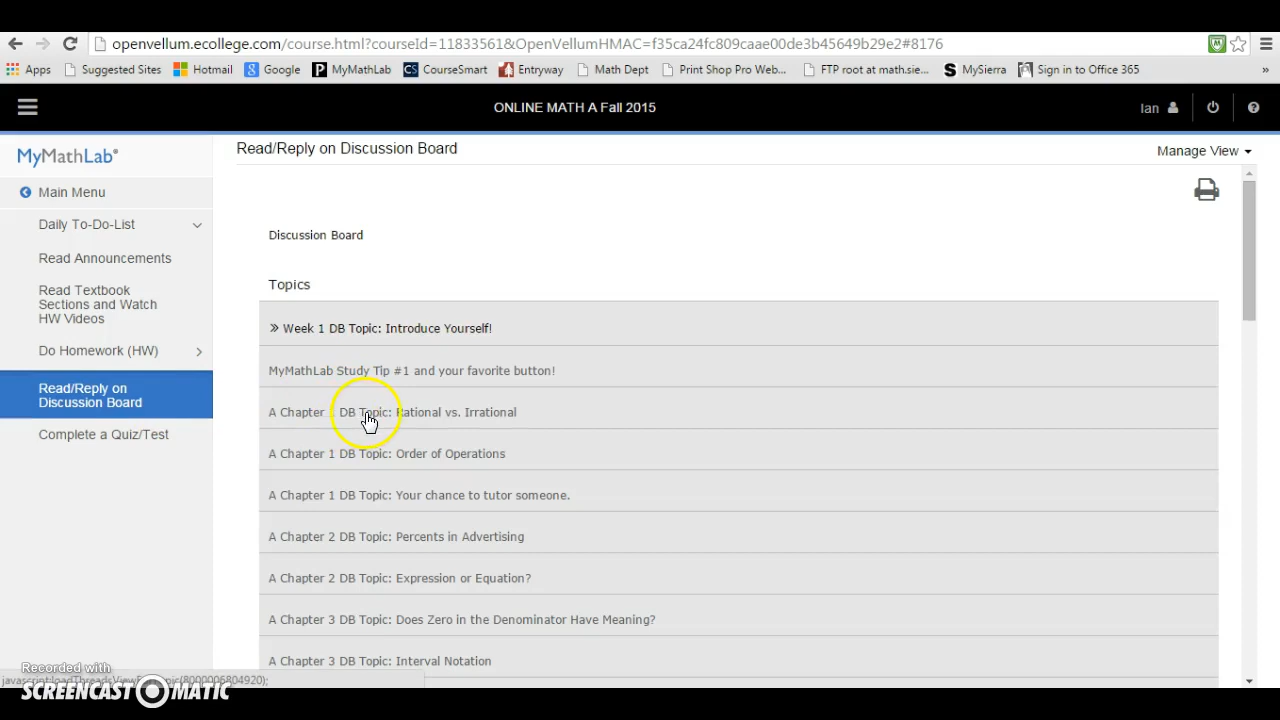 openvellum.ecollege.com/course.html?courseId=11833561&OpenVellumHMAC=f35ca24fc809caae00de3b45649b29e2#8176
Apps Suggested Sites Hotmail Google MyMathLab CourseSmart Entryway Math Dept Print Shop Pro Web... FTP root at math.sie... MySierra Sign in to Office 365 »
ONLINE MATH A Fall 2015 Ian
MyMathLab®
Main Menu
Daily To-Do-List
Read Announcements
Read Textbook
Sections and Watch
HW Videos
Do Homework (HW)
Read/Reply on
Discussion Board
Complete a Quiz/Test
Read/Reply on Discussion Board
Manage View
Discussion Board
Topics
» Week 1 DB Topic: Introduce Yourself!
MyMathLab Study Tip #1 and your favorite button!
A Chapter DB Topic: Rational vs. Irrational
A Chapter 1 DB Topic: Order of Operations
A Chapter 1 DB Topic: Your chance to tutor someone.
A Chapter 2 DB Topic: Percents in Advertising
A Chapter 2 DB Topic: Expression or Equation?
A Chapter 3 DB Topic: Does Zero in the Denominator Have Meaning?
A Chapter 3 DB Topic: Interval Notation
Recorded with
SCREENCAST-O-MATIC